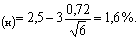 (н) = 2,5 – 3 0,72/√6 = 1,6%.